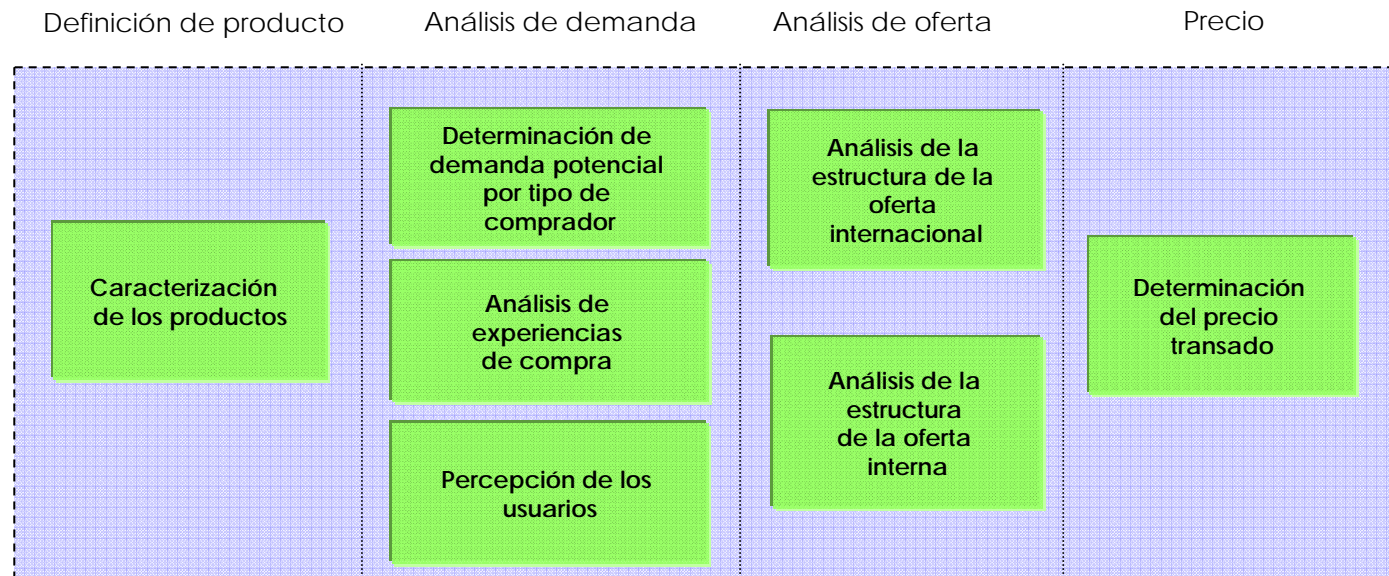 Definición de producto
Análisis de demanda
Análisis de oferta
Precio
Caracterización
de los productos
Determinación de
demanda potencial
por tipo de
comprador
Análisis de
experiencias
de compra
Percepción de los
usuarios
Análisis de la
estructura de la
oferta
internacional
Análisis de la
estructura
de la oferta
interna
Determinación
del precio
transado